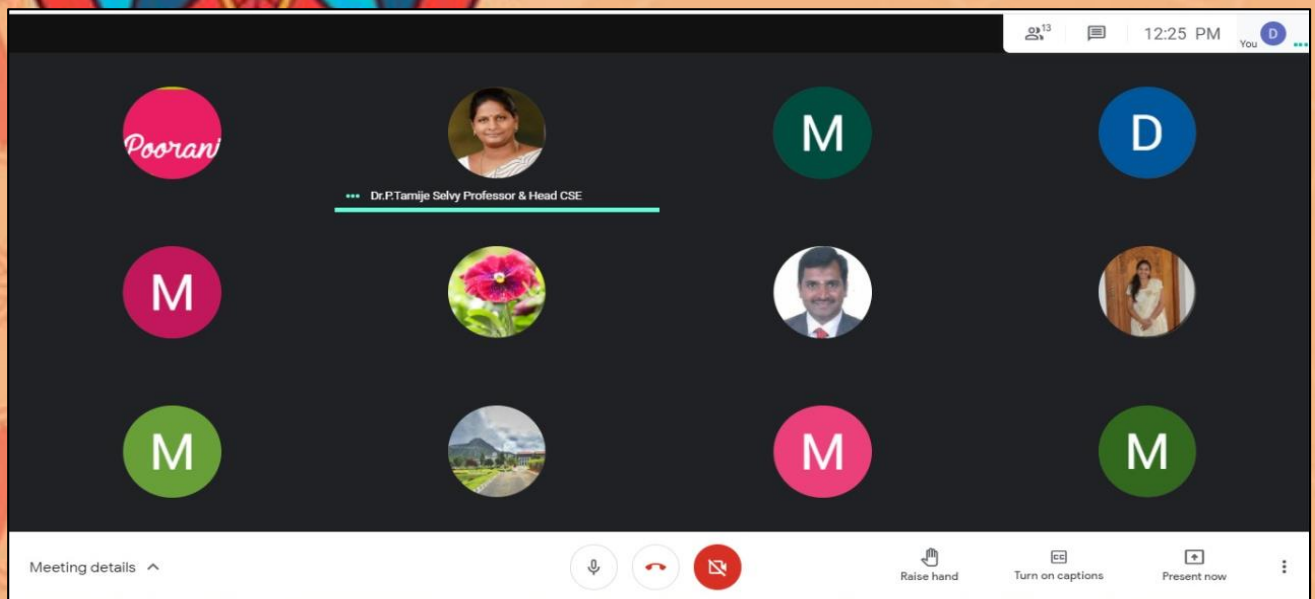 13
12:25 PM
You D
Poorani
M
D
Dr.P.Tamije Selvy Professor & Head CSE
M
M
M
M
Meeting details
Raise hand
CC
Turn on captions
Present now